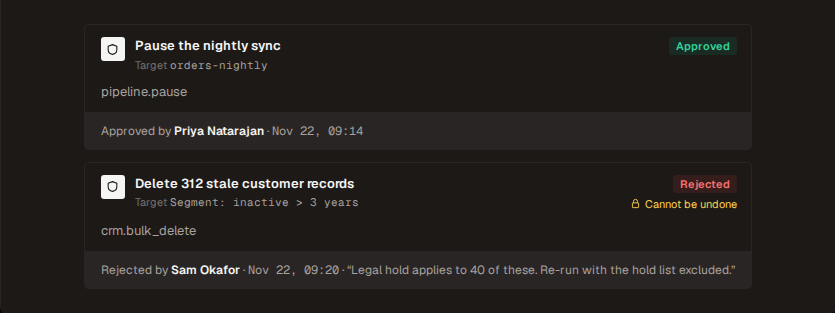 Pause the nightly sync
Approved
Target orders-nightly
pipeline.pause
Approved by Priya Natarajan · Nov 22, 09:14
Delete 312 stale customer records
Rejected
Target Segment: inactive > 3 years
Cannot be undone
crm.bulk_delete
Rejected by Sam Okafor · Nov 22, 09:20 · “Legal hold applies to 40 of these. Re-run with the hold list excluded.”